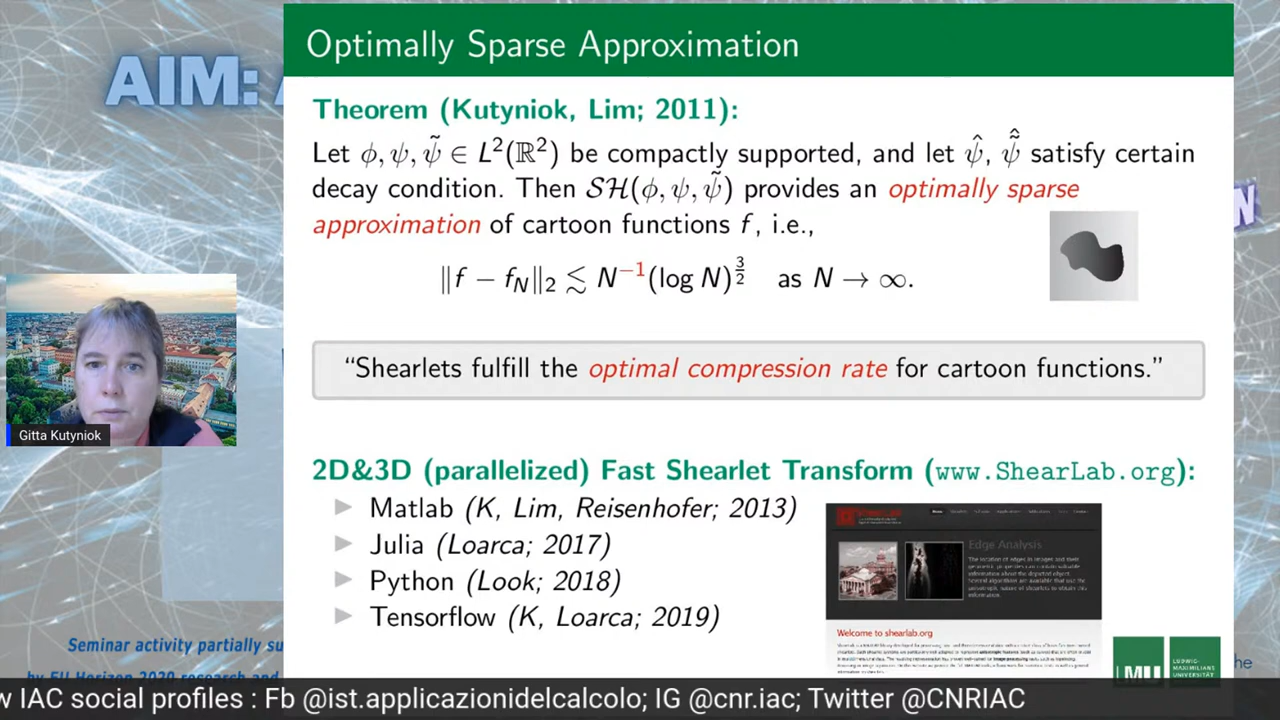 Optimally Sparse Approximation
AIM:
Theorem (Kutyniok, Lim; 2011):
Let ϕ, ψ, ψ̃ ∈ L²(ℝ²) be compactly supported, and let ψ̂, ψ̃̂ satisfy certain
decay condition. Then 𝒮ℋ(ϕ, ψ, ψ̃) provides an optimally sparse
approximation of cartoon functions f, i.e.,
‖f − f_N‖₂ ≲ N⁻¹(log N)^{3/2} as N → ∞.
“Shearlets fulfill the optimal compression rate for cartoon functions.”
Gitta Kutyniok
2D&3D (parallelized) Fast Shearlet Transform (www.ShearLab.org):
Matlab (K, Lim, Reisenhofer; 2013)
Julia (Loarca; 2017)
Python (Look; 2018)
Tensorflow (K, Loarca; 2019)
Edge Analysis
Welcome to shearlab.org
LMU
LUDWIG-
MAXIMILIANS
UNIVERSITÄT
Seminar activity partially su
by EU Horizon 2020 research and
he
w IAC social profiles : Fb @ist.applicazionidelcalcolo; IG @cnr.iac; Twitter @CNRIAC